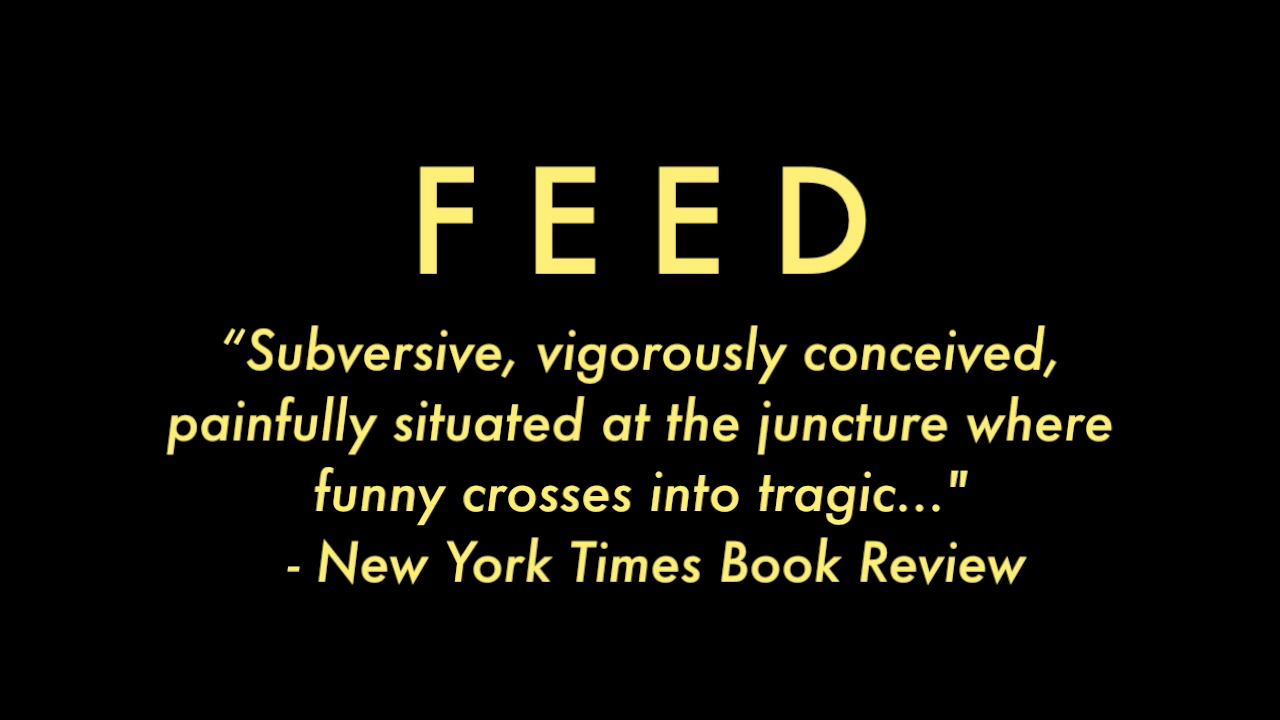 F E E D
“Subversive, vigorously conceived,
painfully situated at the juncture where
funny crosses into tragic..."
- New York Times Book Review